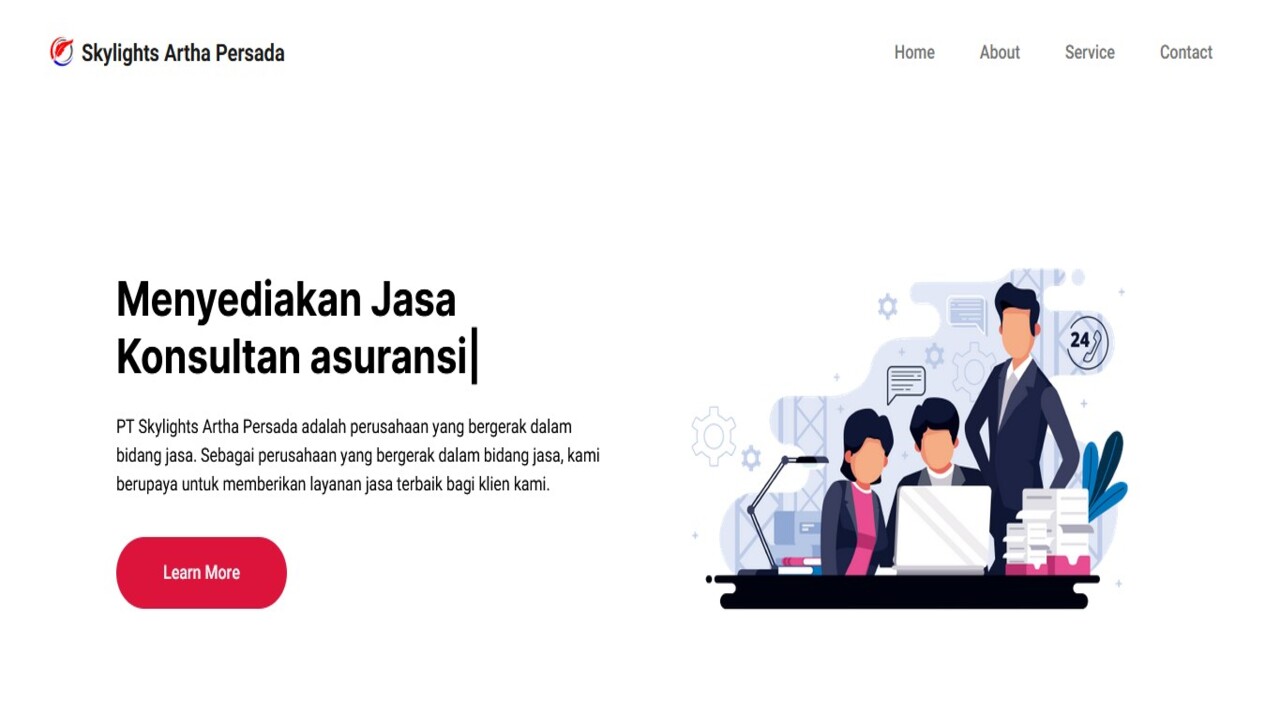 Skylights Artha Persada
Home About Service Contact
Menyediakan Jasa
Konsultan asuransi|
PT Skylights Artha Persada adalah perusahaan yang bergerak dalam
bidang jasa. Sebagai perusahaan yang bergerak dalam bidang jasa, kami
berupaya untuk memberikan layanan jasa terbaik bagi klien kami.
24
Learn More